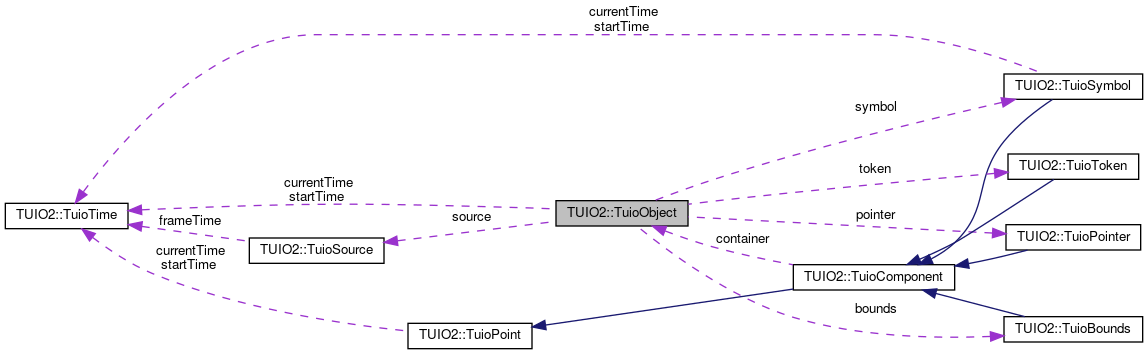 currentTime
startTime
TUIO2::TuioSymbol
symbol
token
TUIO2::TuioToken
currentTime
startTime
TUIO2::TuioTime
frameTime
source
TUIO2::TuioObject
pointer
TUIO2::TuioPointer
container
currentTime
startTime
TUIO2::TuioSource
TUIO2::TuioComponent
bounds
TUIO2::TuioPoint
TUIO2::TuioBounds